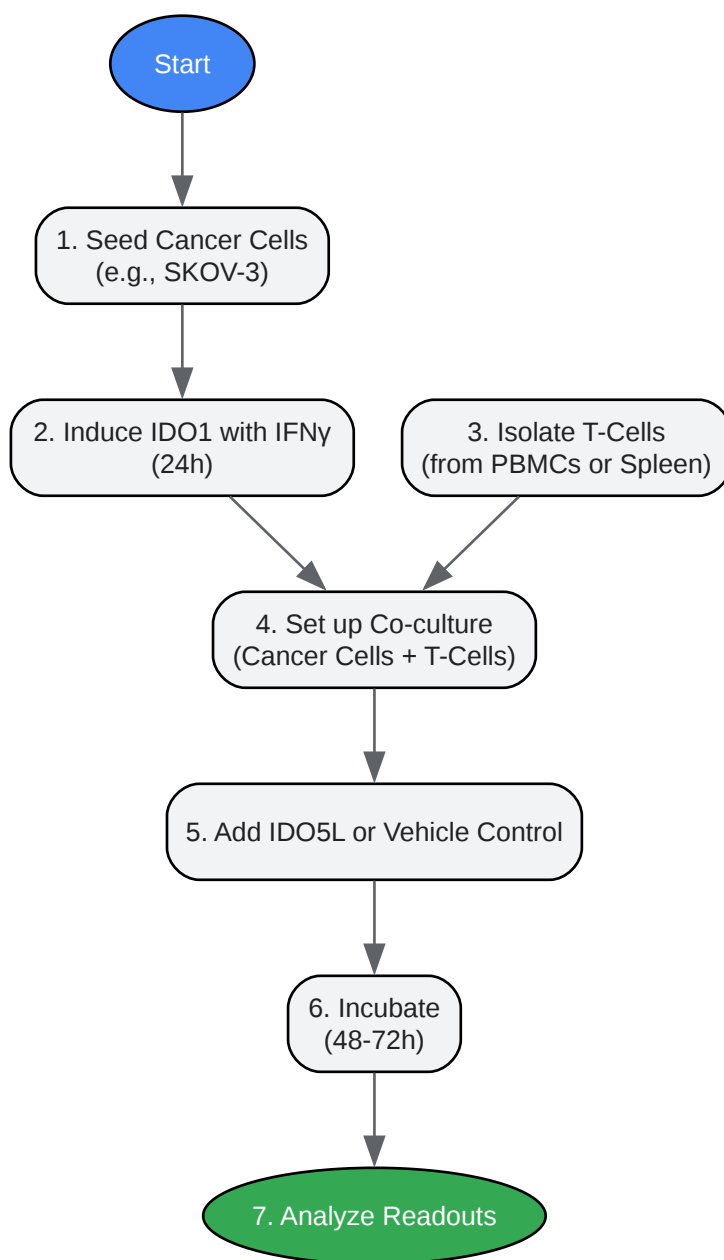 Start
1. Seed Cancer Cells
(e.g., SKOV-3)
2. Induce IDO1 with IFNγ
(24h)
3. Isolate T-Cells
(from PBMCs or Spleen)
4. Set up Co-culture
(Cancer Cells + T-Cells)
5. Add IDO5L or Vehicle Control
6. Incubate
(48-72h)
7. Analyze Readouts